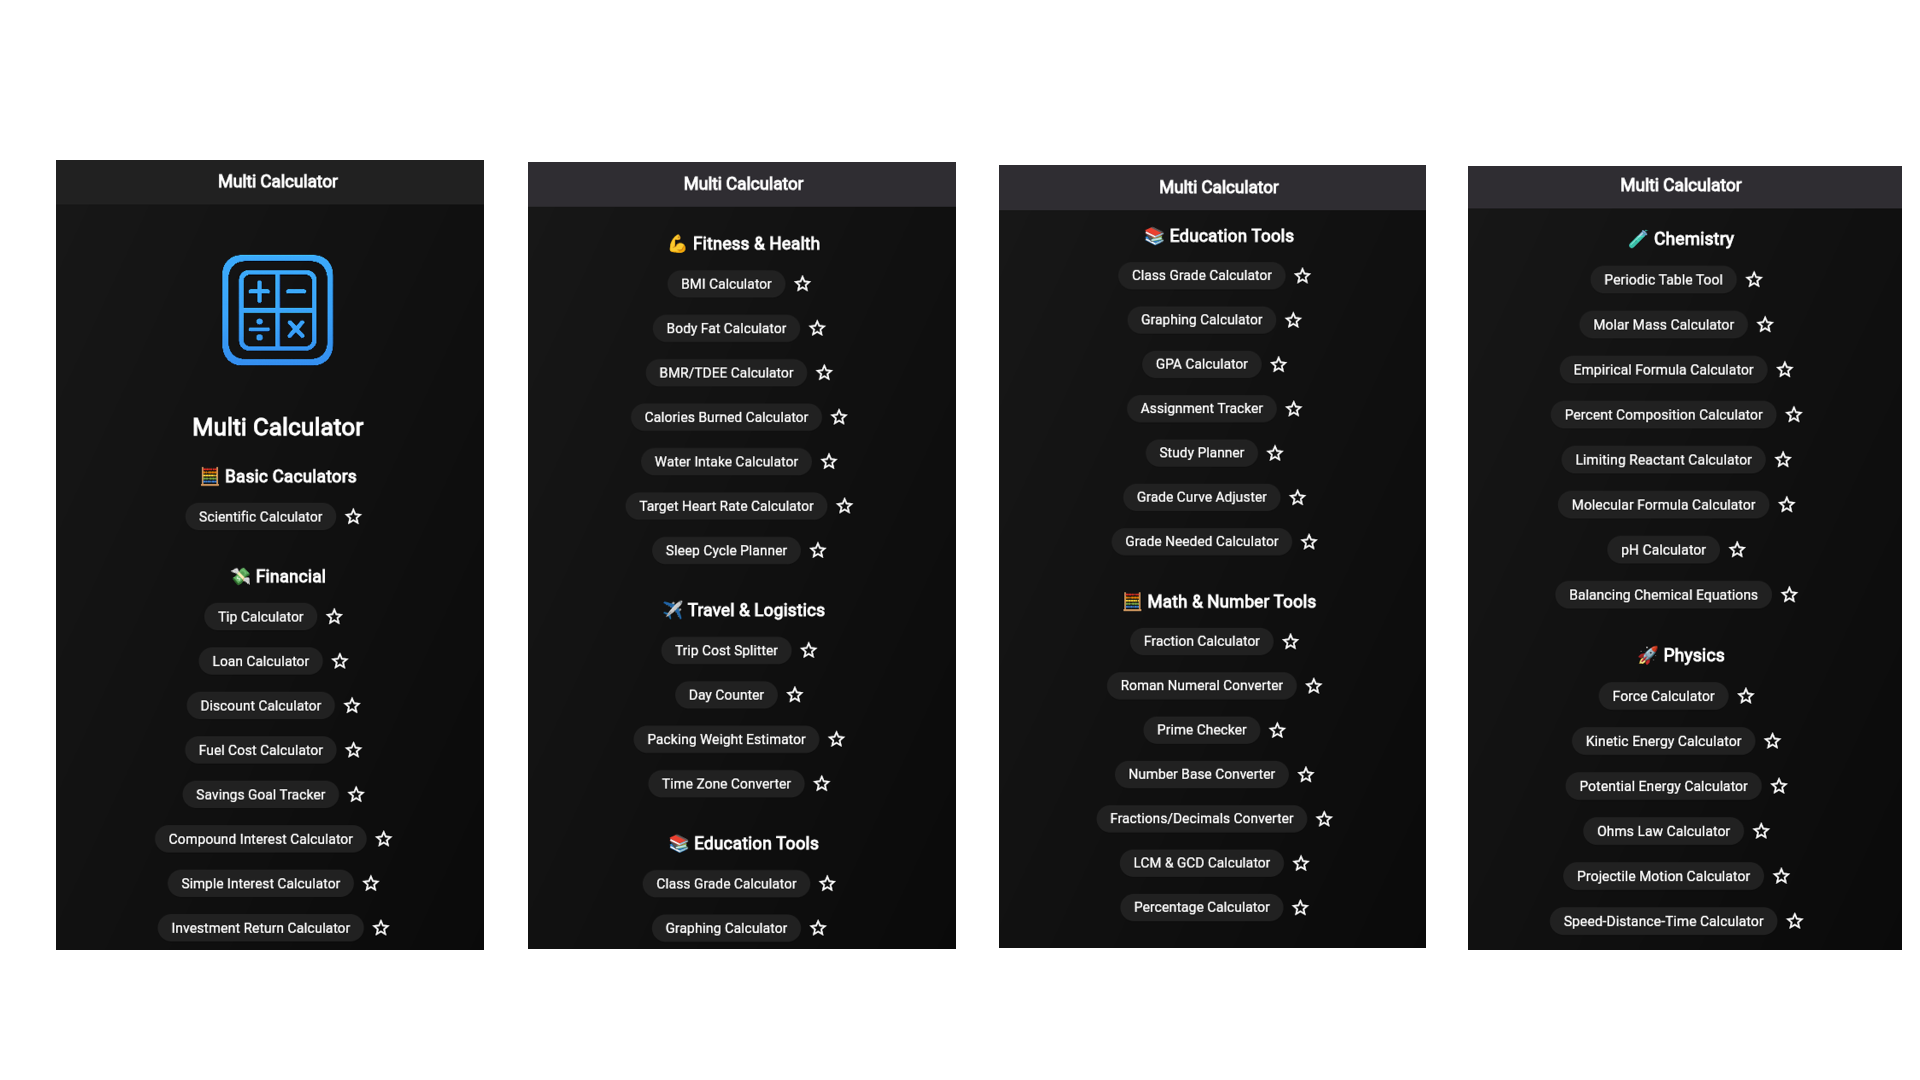 Multi Calculator
Multi Calculator
Basic Caculators
Scientific Calculator
Financial
Tip Calculator
Loan Calculator
Discount Calculator
Fuel Cost Calculator
Savings Goal Tracker
Compound Interest Calculator
Simple Interest Calculator
Investment Return Calculator
Multi Calculator
Fitness & Health
BMI Calculator
Body Fat Calculator
BMR/TDEE Calculator
Calories Burned Calculator
Water Intake Calculator
Target Heart Rate Calculator
Sleep Cycle Planner
Travel & Logistics
Trip Cost Splitter
Day Counter
Packing Weight Estimator
Time Zone Converter
Education Tools
Class Grade Calculator
Graphing Calculator
Multi Calculator
Education Tools
Class Grade Calculator
Graphing Calculator
GPA Calculator
Assignment Tracker
Study Planner
Grade Curve Adjuster
Grade Needed Calculator
Math & Number Tools
Fraction Calculator
Roman Numeral Converter
Prime Checker
Number Base Converter
Fractions/Decimals Converter
LCM & GCD Calculator
Percentage Calculator
Multi Calculator
Chemistry
Periodic Table Tool
Molar Mass Calculator
Empirical Formula Calculator
Percent Composition Calculator
Limiting Reactant Calculator
Molecular Formula Calculator
pH Calculator
Balancing Chemical Equations
Physics
Force Calculator
Kinetic Energy Calculator
Potential Energy Calculator
Ohms Law Calculator
Projectile Motion Calculator
Speed-Distance-Time Calculator